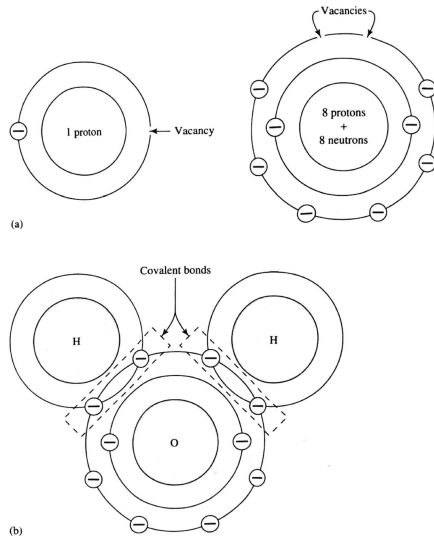 Vacancies
1 proton
Vacancy
8 protons
+
8 neutrons
(a)
Covalent bonds
H
H
O
(b)